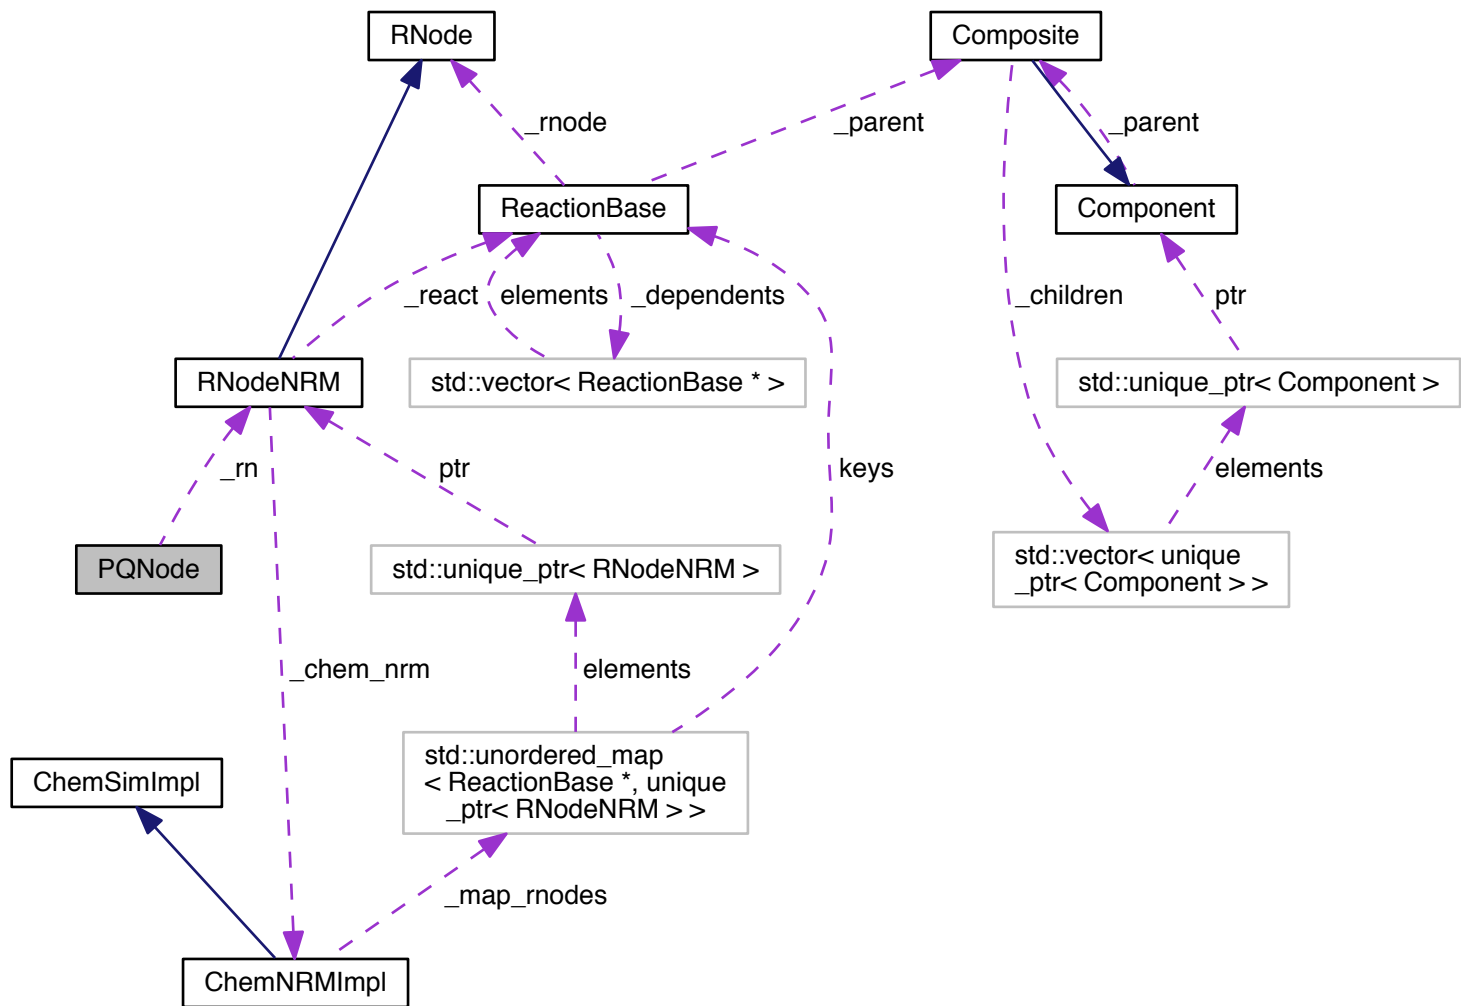 RNode
Composite
_rnode
_parent
_parent
ReactionBase
Component
_react
elements
_dependents
_children
ptr
RNodeNRM
std::vector< ReactionBase * >
std::unique_ptr< Component >
_rn
ptr
keys
elements
PQNode
std::unique_ptr< RNodeNRM >
std::vector< unique
_ptr< Component > >
_chem_nrm
elements
ChemSimImpl
std::unordered_map
< ReactionBase *, unique
_ptr< RNodeNRM > >
_map_rnodes
ChemNRMImpl